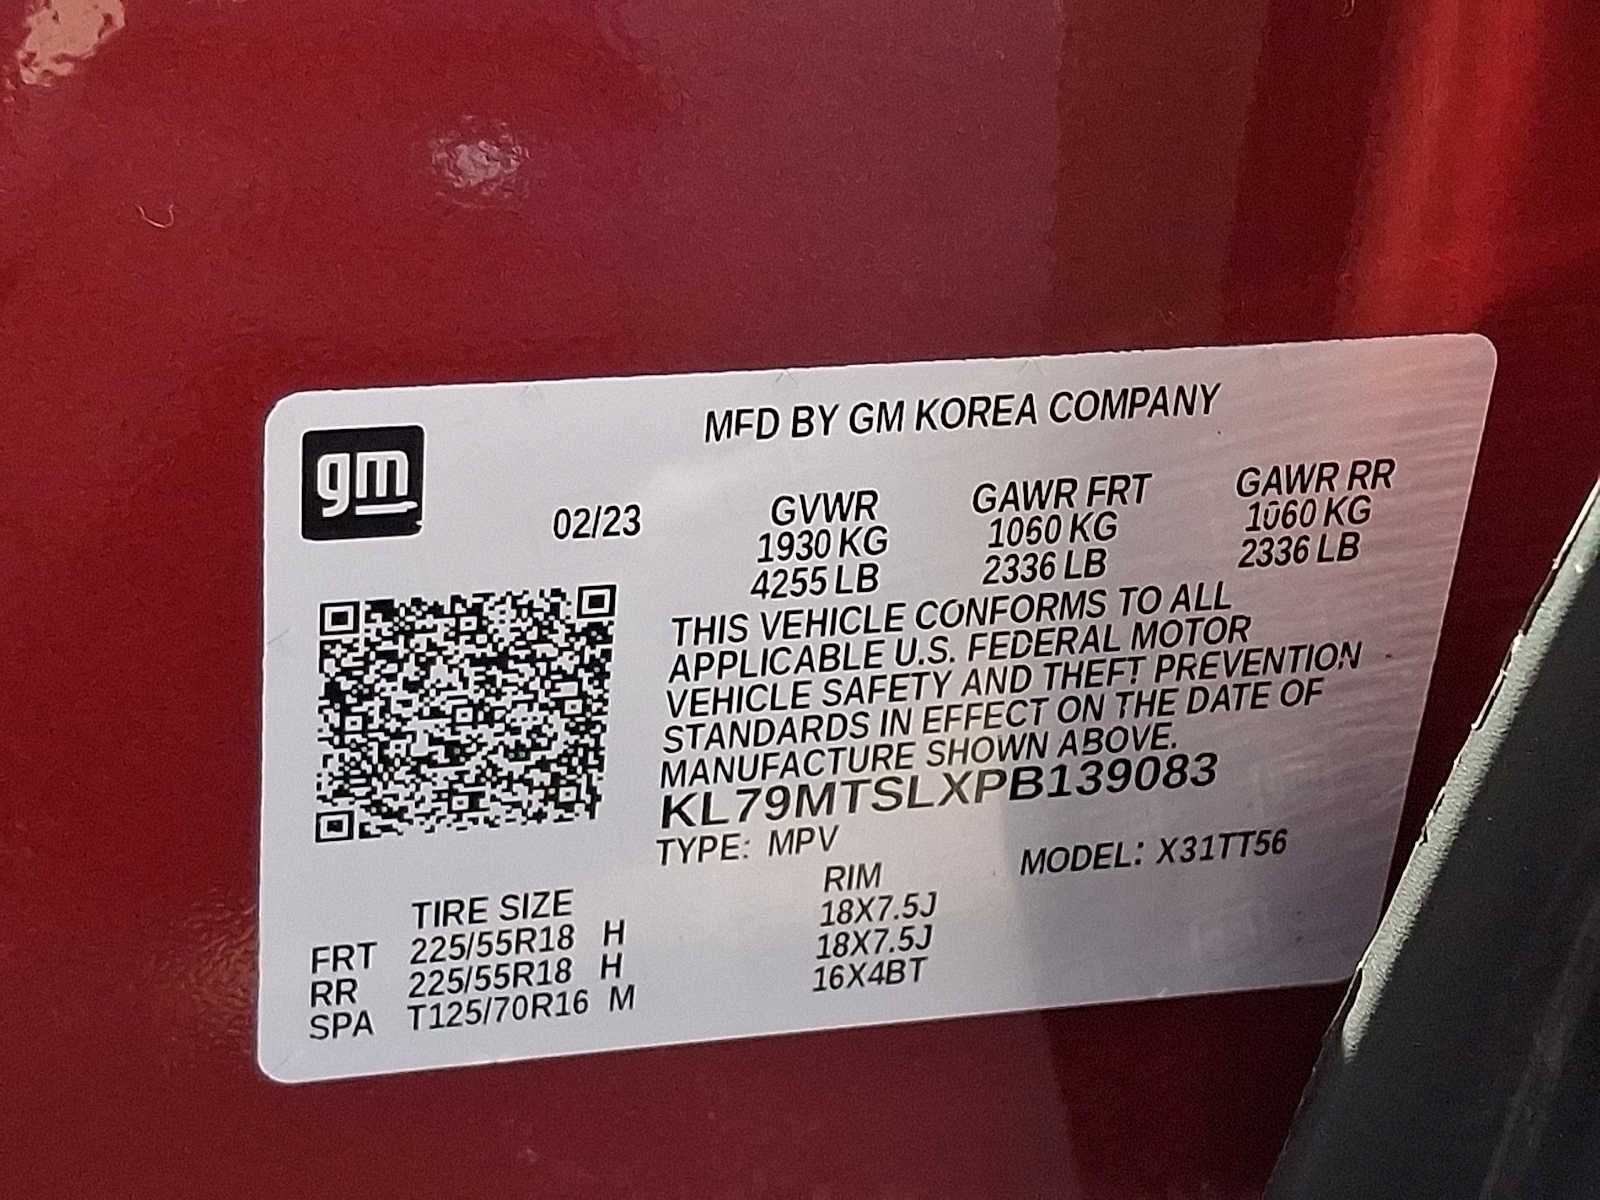 gm
MFD BY GM KOREA COMPANY
02/23
GVWR GAWR FRT GAWR RR
1930 KG 1060 KG 1060 KG
4255 LB 2336 LB 2336 LB
THIS VEHICLE CONFORMS TO ALL
APPLICABLE U.S. FEDERAL MOTOR
VEHICLE SAFETY AND THEFT PREVENTION
STANDARDS IN EFFECT ON THE DATE OF
MANUFACTURE SHOWN ABOVE.
KL79MTSLXPB139083
TYPE: MPV MODEL: X31TT56
TIRE SIZE RIM
FRT 225/55R18 H 18X7.5J
RR 225/55R18 H 18X7.5J
SPA T125/70R16 M 16X4BT